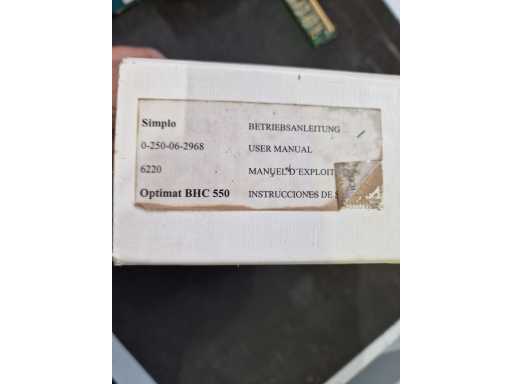 Simplo
0-250-06-2968
6220
Optimat BHC 550
BETRIEBSANLEITUNG
USER MANUAL
MANUEL D'EXPLOIT
INSTRUCCIONES DE